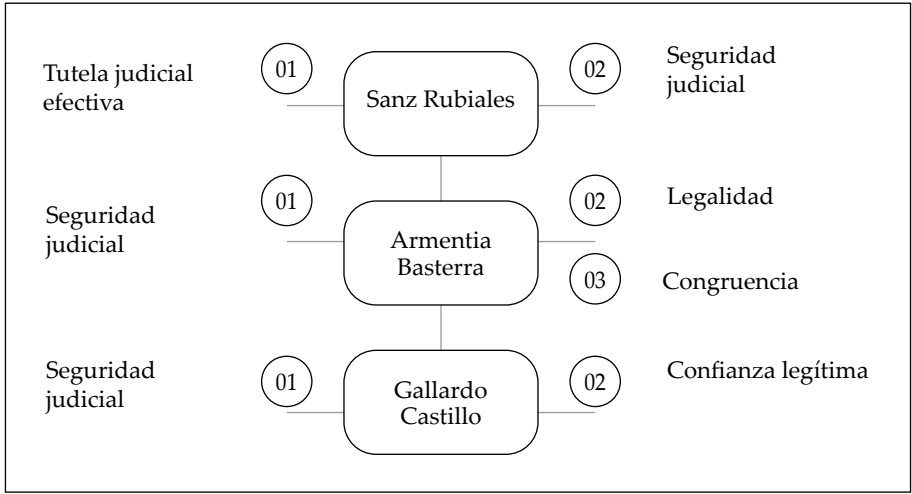 Tutela judicial
efectiva
01
Sanz Rubiales
02
Seguridad
judicial
Seguridad
judicial
01
Armentia
Basterra
02
Legalidad
03
Congruencia
Seguridad
judicial
01
Gallardo
Castillo
02
Confianza legítima